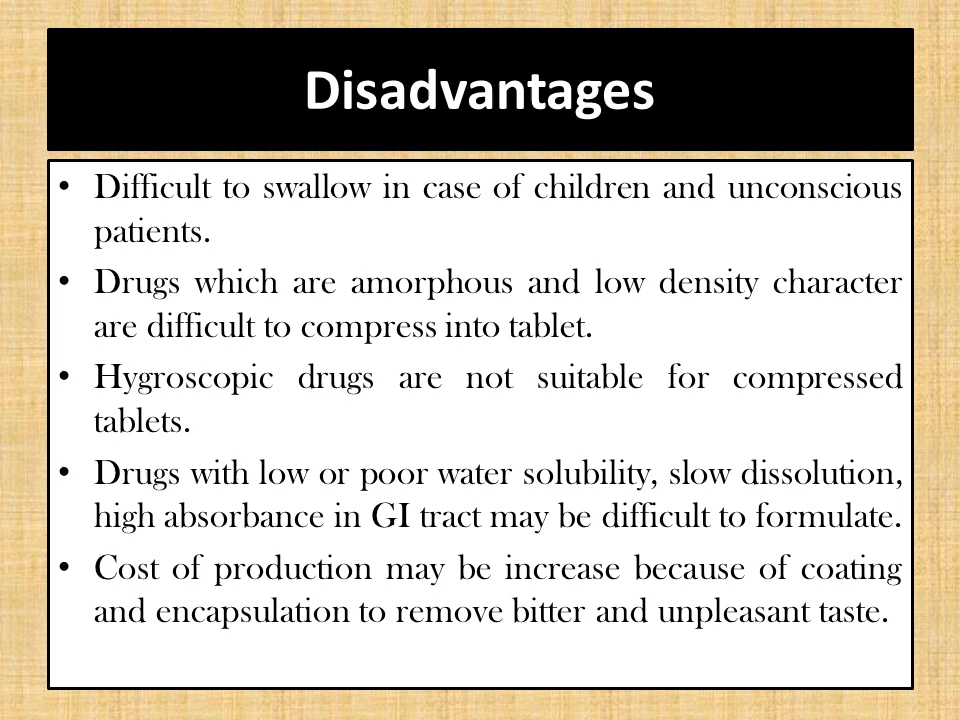 Disadvantages
• Difficult to swallow in case of children and unconscious
patients.
• Drugs which are amorphous and low density character
are difficult to compress into tablet.
• Hygroscopic drugs are not suitable for compressed
tablets.
• Drugs with low or poor water solubility, slow dissolution,
high absorbance in GI tract may be difficult to formulate.
• Cost of production may be increase because of coating
and encapsulation to remove bitter and unpleasant taste.